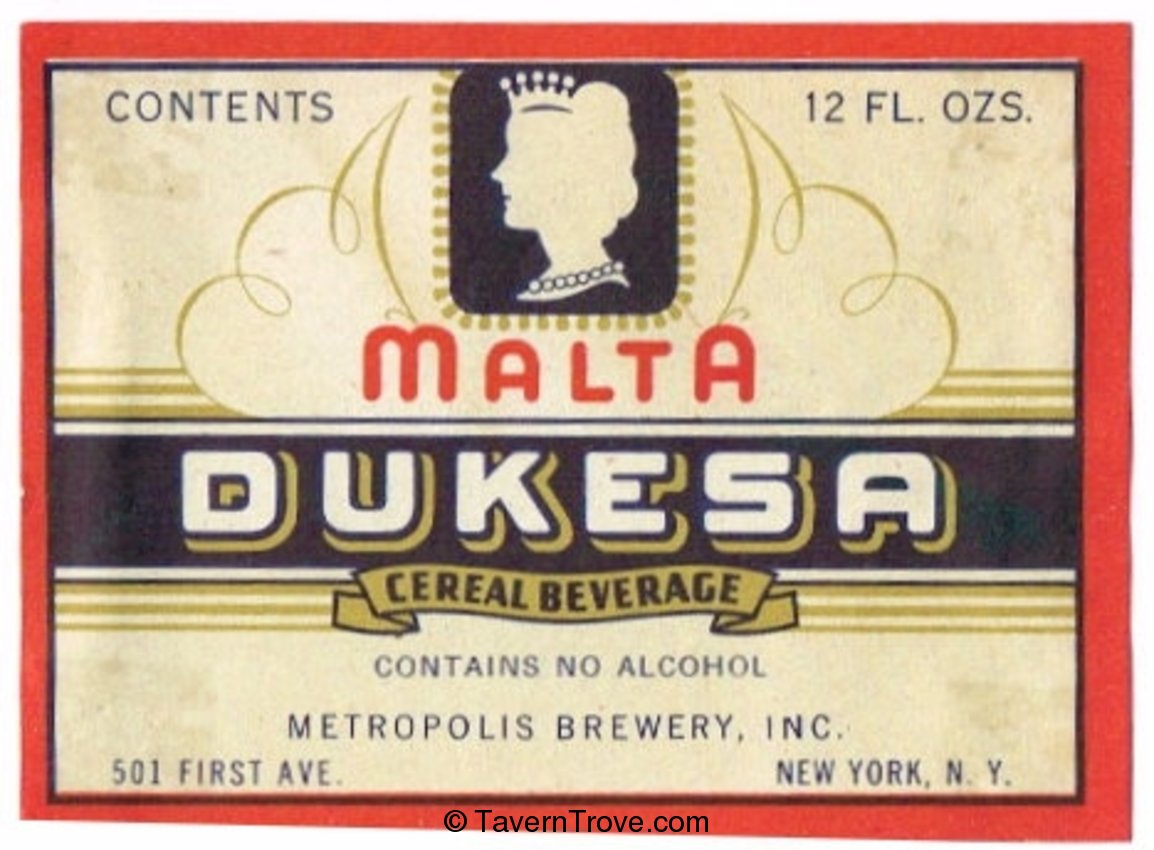 CONTENTS 12 FL. OZS.
MALTA
DUKESA
CEREAL BEVERAGE
CONTAINS NO ALCOHOL
METROPOLIS BREWERY, INC.
501 FIRST AVE. NEW YORK, N. Y.
© TavernTrove.com